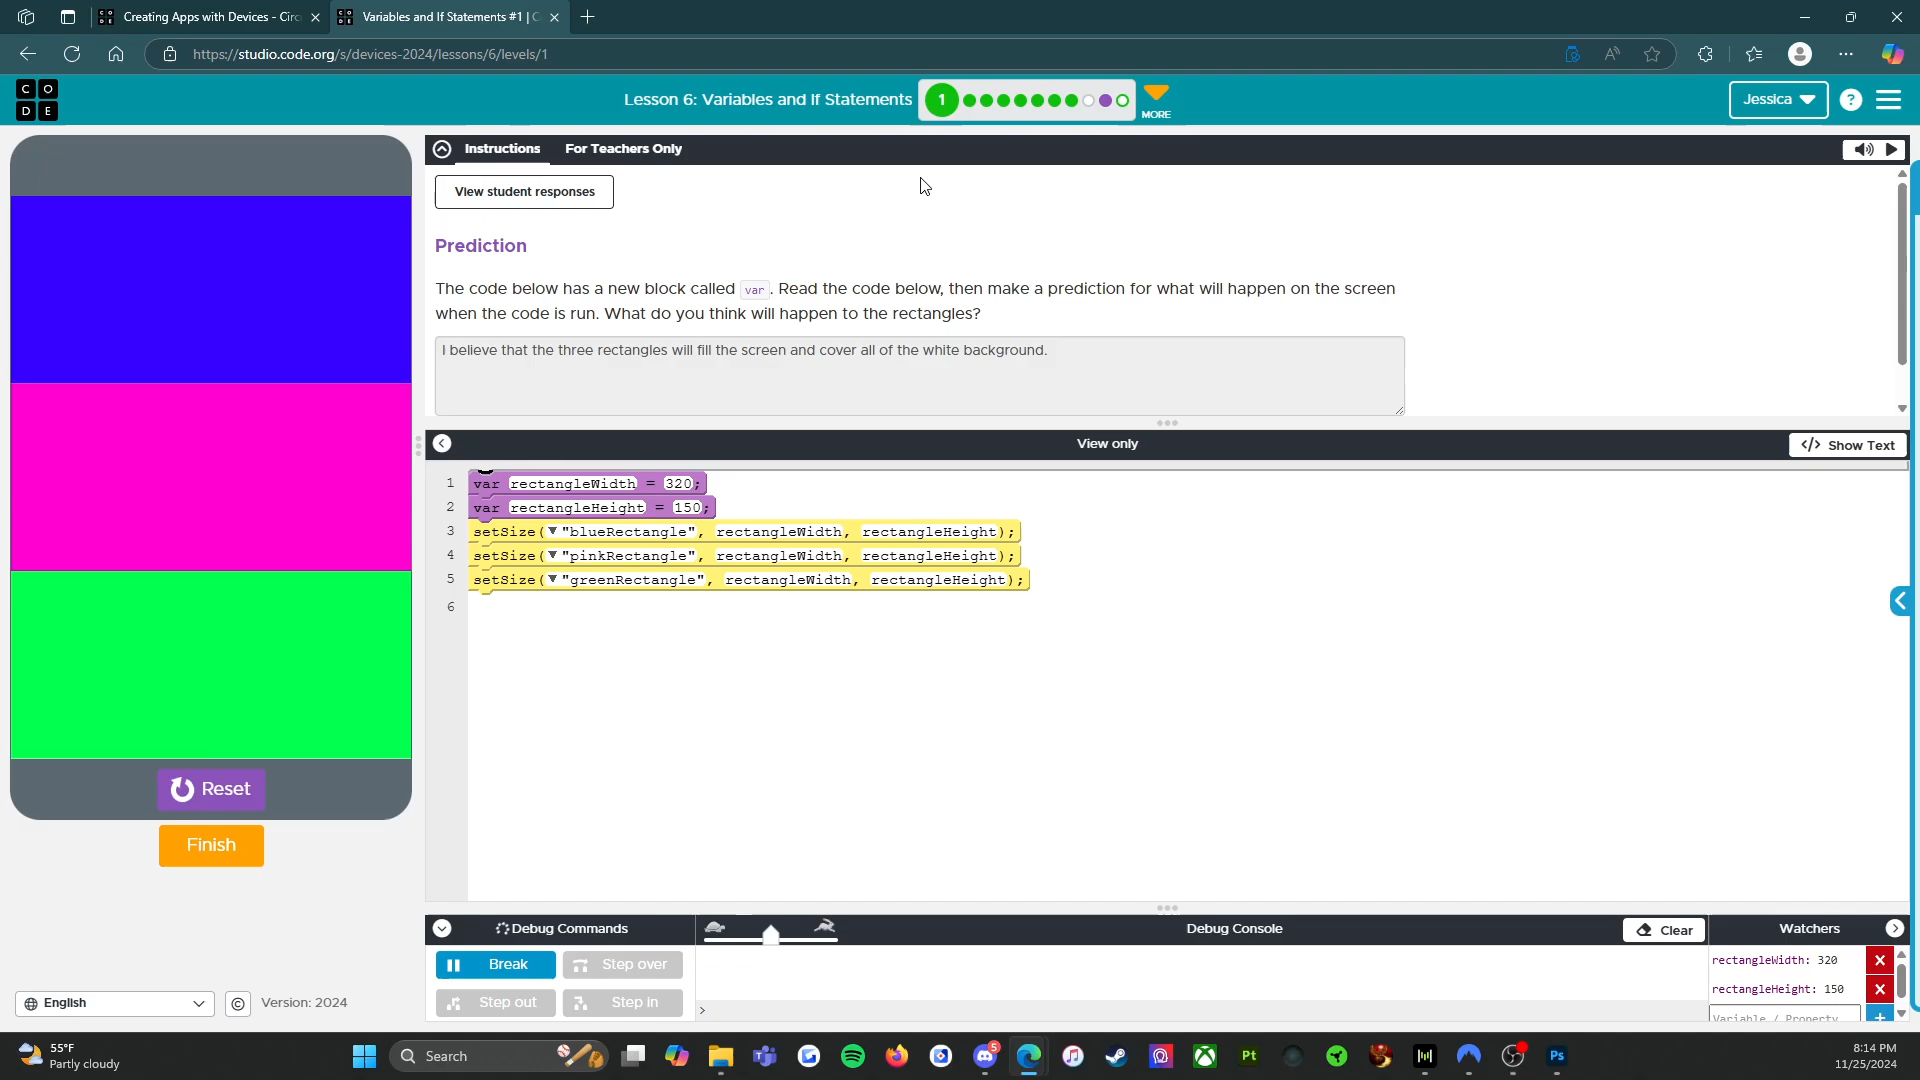 Creating Apps with Devices - Circ
Variables and If Statements #1 | C
https://studio.code.org/s/devices-2024/lessons/6/levels/1
C O
D E
Lesson 6: Variables and If Statements
1
MORE
Jessica
?
Instructions
For Teachers Only
View student responses
Prediction
The code below has a new block called var . Read the code below, then make a prediction for what will happen on the screen
when the code is run. What do you think will happen to the rectangles?
I believe that the three rectangles will fill the screen and cover all of the white background.
View only
</> Show Text
1 var rectangleWidth = 320;
2 var rectangleHeight = 150;
3 setSize(▼"blueRectangle", rectangleWidth, rectangleHeight);
4 setSize(▼"pinkRectangle", rectangleWidth, rectangleHeight);
5 setSize(▼"greenRectangle", rectangleWidth, rectangleHeight);
6
Reset
Finish
Debug Commands
Debug Console
Clear
Watchers
Break
Step over
Step out
Step in
>
rectangleWidth: 320
rectangleHeight: 150
Variable / Property
English
©
Version: 2024
55°F
Partly cloudy
Search
5
Pt
Ps
8:14 PM
11/25/2024